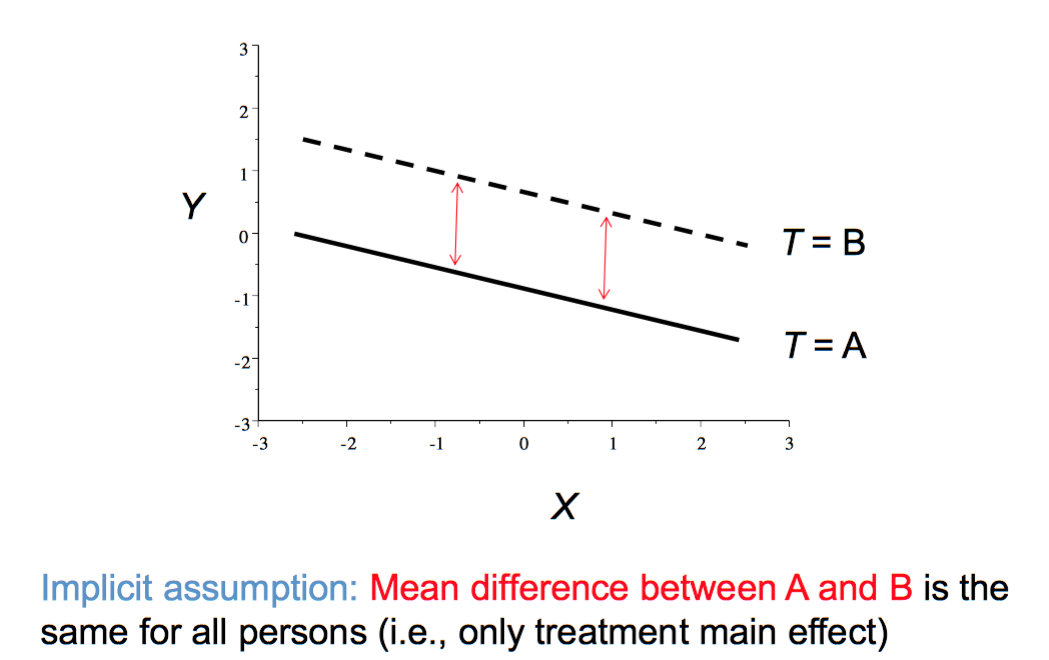 3
2
1
Y
0
T = B
-1
T = A
-2
-3
-3 -2 -1 0 1 2 3
X
Implicit assumption: Mean difference between A and B is the
same for all persons (i.e., only treatment main effect)